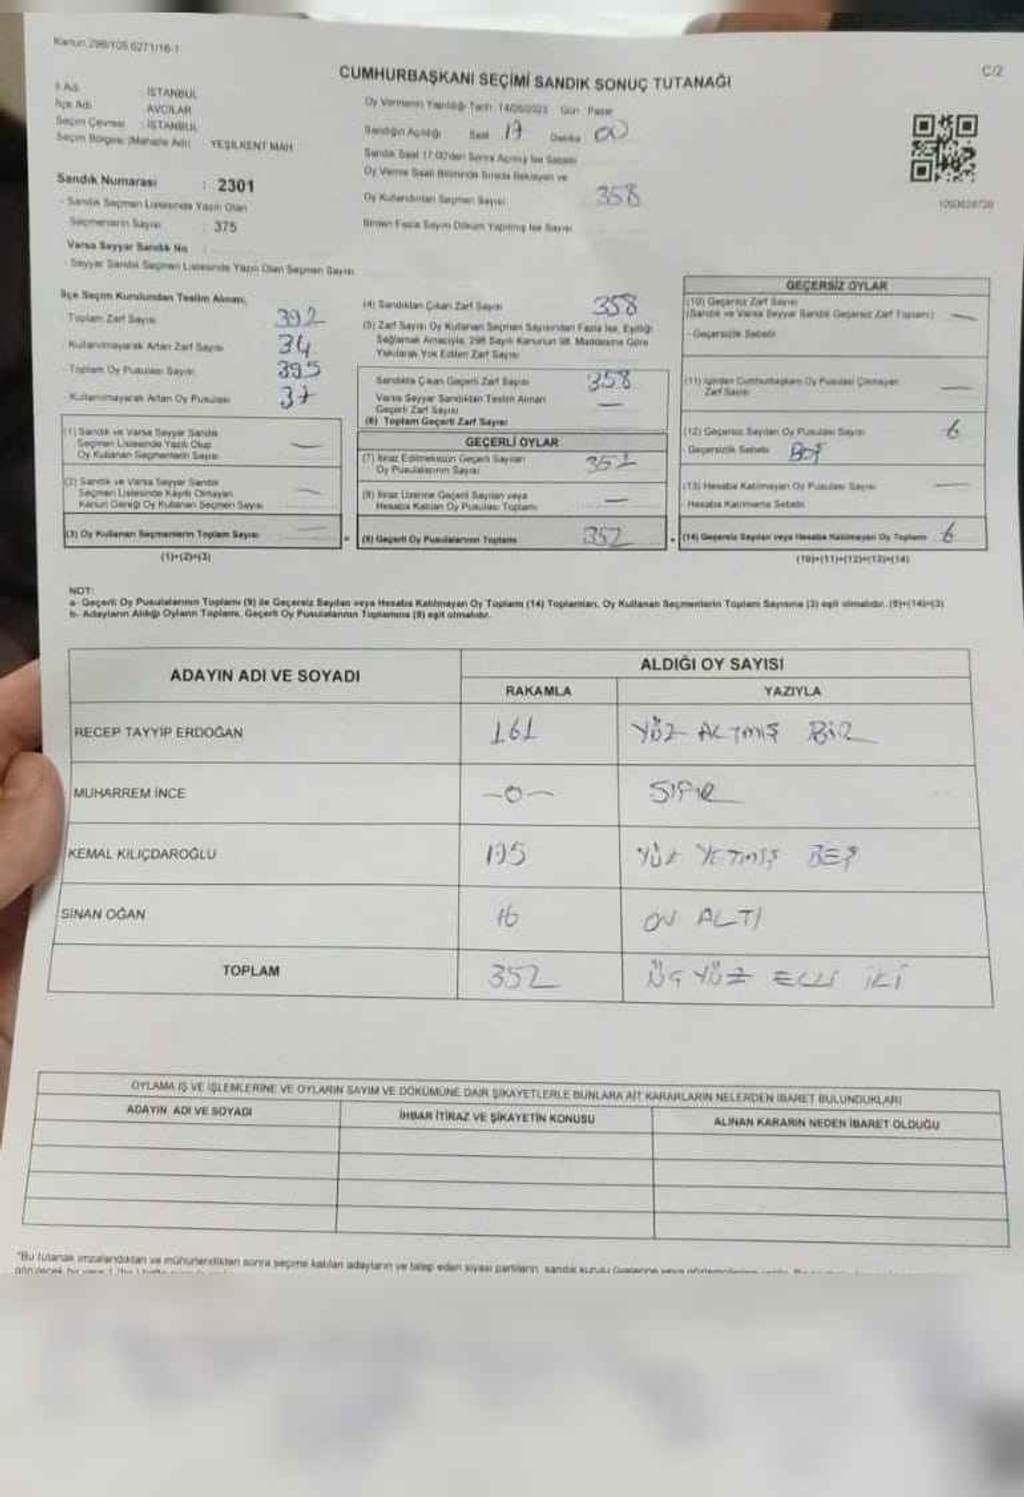 Kanun 298/105 6271/16-1
C/2
CUMHURBAŞKANI SEÇİMİ SANDIK SONUÇ TUTANAĞI
İl Adı : İSTANBUL
İlçe Adı AVCILAR
Seçim Çevresi : İSTANBUL
Seçim Bölgesi (Mahalle Adı) YEŞİLKENT MAH.
Oy Vermenin Yapıldığı Tarih 14/05/2023 Gün Pazar
Sandığın Açıldığı Saat 17 Dakika 00
Sandık Saat 17:00'den Sonra Açılmış İse Sebebi
Oy Verme Saati Bitiminde Sırada Bekleyen ve
Oy Kullandırılan Seçmen Sayısı 358
Birden Fazla Sayım Döküm Yapılmış İse Sayısı
Sandık Numarası : 2301
- Sandık Seçmen Listesinde Yazılı Olan
Seçmenlerin Sayısı : 375
Varsa Seyyar Sandık No
- Seyyar Sandık Seçmen Listesinde Yazılı Olan Seçmen Sayısı
İlçe Seçim Kurulundan Teslim Alınan;
Toplam Zarf Sayısı 392
- Kullanılmayarak Artan Zarf Sayısı 34
- Toplam Oy Pusulası Sayısı 395
- Kullanılmayarak Artan Oy Pusulası 37
(1) Sandık ve Varsa Seyyar Sandık
Seçmen Listesinde Yazılı Olup
Oy Kullanan Seçmenlerin Sayısı —
(2) Sandık ve Varsa Seyyar Sandık
Seçmen Listesinde Kayıtlı Olmayan
Kanun Gereği Oy Kullanan Seçmen Sayısı —
(3) Oy Kullanan Seçmenlerin Toplam Sayısı —
(1)+(2)=(3)
(4) Sandıktan Çıkan Zarf Sayısı 358
(5) Zarf Sayısı Oy Kullanan Seçmen Sayısından Fazla İse, Eşitliği
Sağlamak Amacıyla, 298 Sayılı Kanunun 98. Maddesine Göre
Yakılarak Yok Edilen Zarf Sayısı
Sandıkta Çıkan Geçerli Zarf Sayısı 358
Varsa Seyyar Sandıktan Teslim Alınan
Geçerli Zarf Sayısı —
(6) Toplam Geçerli Zarf Sayısı
GEÇERLİ OYLAR
(7) İtiraz Edilmeksizin Geçerli Sayılan
Oy Pusulalarının Sayısı 352
(8) İtiraz Üzerine Geçerli Sayılan veya
Hesaba Katılan Oy Pusulası Toplamı —
(9) Geçerli Oy Pusulalarının Toplamı 352
GEÇERSİZ OYLAR
(10) Geçersiz Zarf Sayısı
(Sandık ve Varsa Seyyar Sandık Geçersiz Zarf Toplamı) —
- Geçersizlik Sebebi
(11) İçinden Cumhurbaşkanı Oy Pusulası Çıkmayan
Zarf Sayısı —
(12) Geçersiz Sayılan Oy Pusulası Sayısı 6
- Geçersizlik Sebebi BOŞ
(13) Hesaba Katılmayan Oy Pusulası Sayısı —
- Hesaba Katılmama Sebebi
(14) Geçersiz Sayılan veya Hesaba Katılmayan Oy Toplamı 6
(10)+(11)+(12)+(13)=(14)
NOT:
a- Geçerli Oy Pusulalarının Toplamı (9) ile Geçersiz Sayılan veya Hesaba Katılmayan Oy Toplamı (14) Toplamları, Oy Kullanan Seçmenlerin Toplam Sayısına (3) eşit olmalıdır. (9)+(14)=(3)
b- Adayların Aldığı Oyların Toplamı, Geçerli Oy Pusulalarının Toplamına (9) eşit olmalıdır.
ADAYIN ADI VE SOYADI
ALDIĞI OY SAYISI
RAKAMLA YAZIYLA
RECEP TAYYİP ERDOĞAN 161 YÜZ ALTMIŞ BİR
MUHARREM İNCE —0— SIFIR
KEMAL KILIÇDAROĞLU 175 YÜZ YETMİŞ BEŞ
SİNAN OĞAN 16 ON ALTI
TOPLAM 352 ÜÇ YÜZ ELLİ İKİ
OYLAMA İŞ VE İŞLEMLERİNE VE OYLARIN SAYIM VE DÖKÜMÜNE DAİR ŞİKAYETLERLE BUNLARA AİT KARARLARIN NELERDEN İBARET BULUNDUKLARI
ADAYIN ADI VE SOYADI İHBAR İTİRAZ VE ŞİKAYETİN KONUSU ALINAN KARARIN NEDEN İBARET OLDUĞU
"Bu tutanak imzalandıktan ve mühürlendikten sonra seçime katılan adayların ve talep eden siyasi partilerin, sandık kurulu üyelerine veya